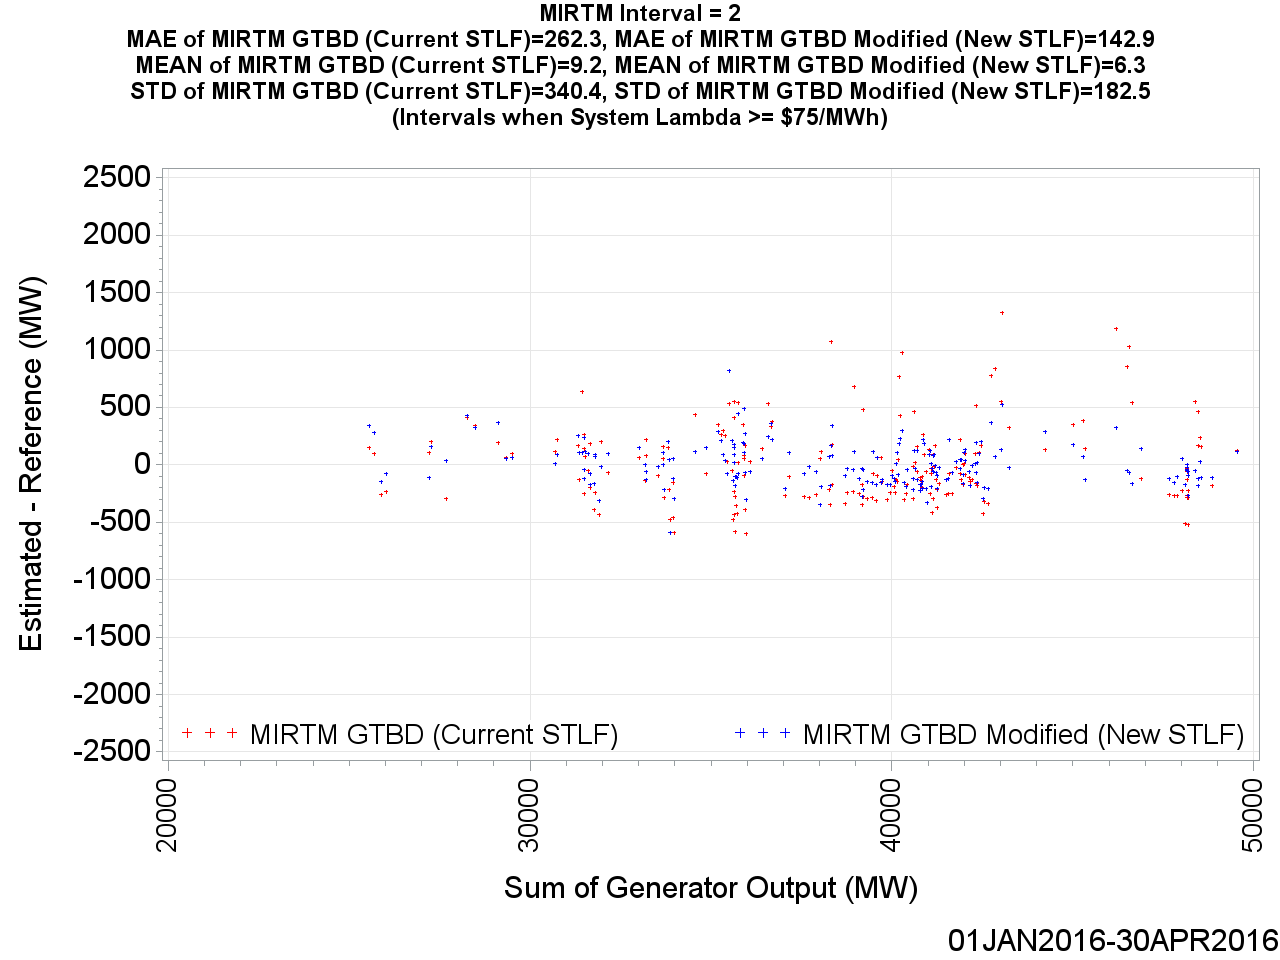 MIRTM Interval = 2
MAE of MIRTM GTBD (Current STLF)=262.3, MAE of MIRTM GTBD Modified (New STLF)=142.9
MEAN of MIRTM GTBD (Current STLF)=9.2, MEAN of MIRTM GTBD Modified (New STLF)=6.3
STD of MIRTM GTBD (Current STLF)=340.4, STD of MIRTM GTBD Modified (New STLF)=182.5
(Intervals when System Lambda >= $75/MWh)
Estimated - Reference (MW)
2500
2000
1500
1000
500
0
-500
-1000
-1500
-2000
-2500
MIRTM GTBD (Current STLF)
MIRTM GTBD Modified (New STLF)
20000
30000
40000
50000
Sum of Generator Output (MW)
01JAN2016-30APR2016